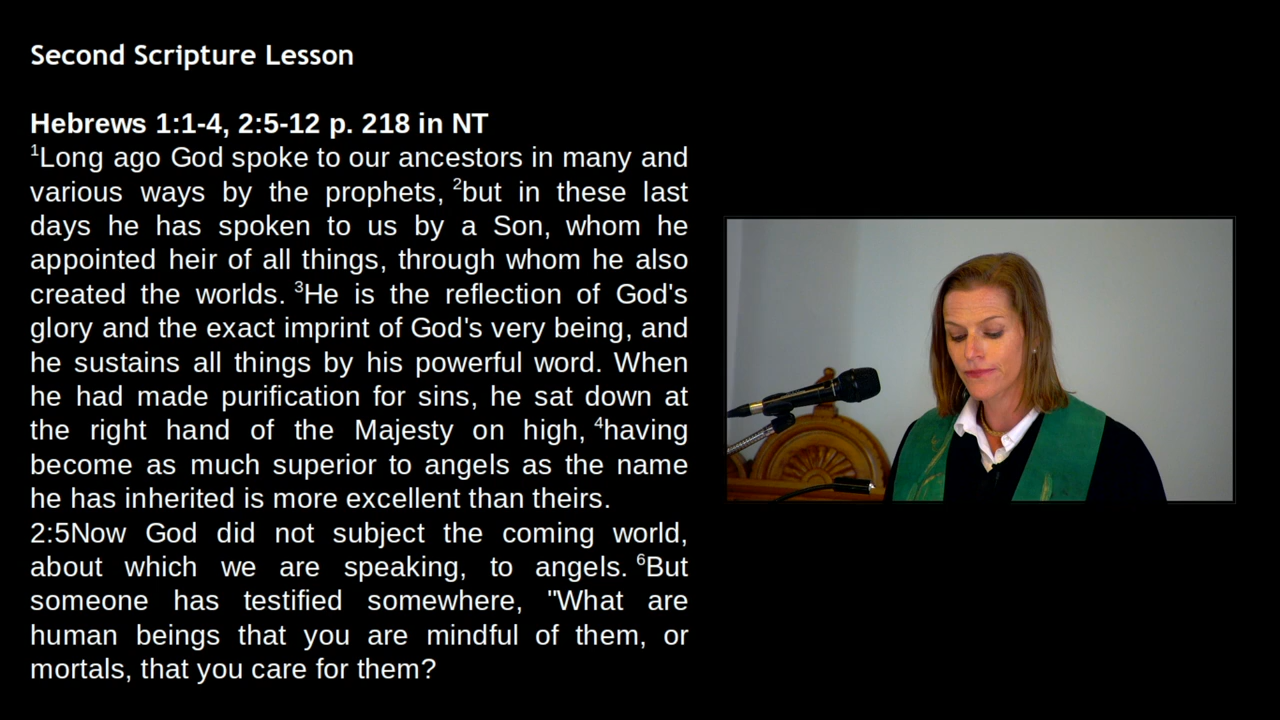 Second Scripture Lesson
Hebrews 1:1-4, 2:5-12 p. 218 in NT
¹Long ago God spoke to our ancestors in many and
various ways by the prophets, ²but in these last
days he has spoken to us by a Son, whom he
appointed heir of all things, through whom he also
created the worlds. ³He is the reflection of God's
glory and the exact imprint of God's very being, and
he sustains all things by his powerful word. When
he had made purification for sins, he sat down at
the right hand of the Majesty on high, ⁴having
become as much superior to angels as the name
he has inherited is more excellent than theirs.
2:5Now God did not subject the coming world,
about which we are speaking, to angels. ⁶But
someone has testified somewhere, "What are
human beings that you are mindful of them, or
mortals, that you care for them?